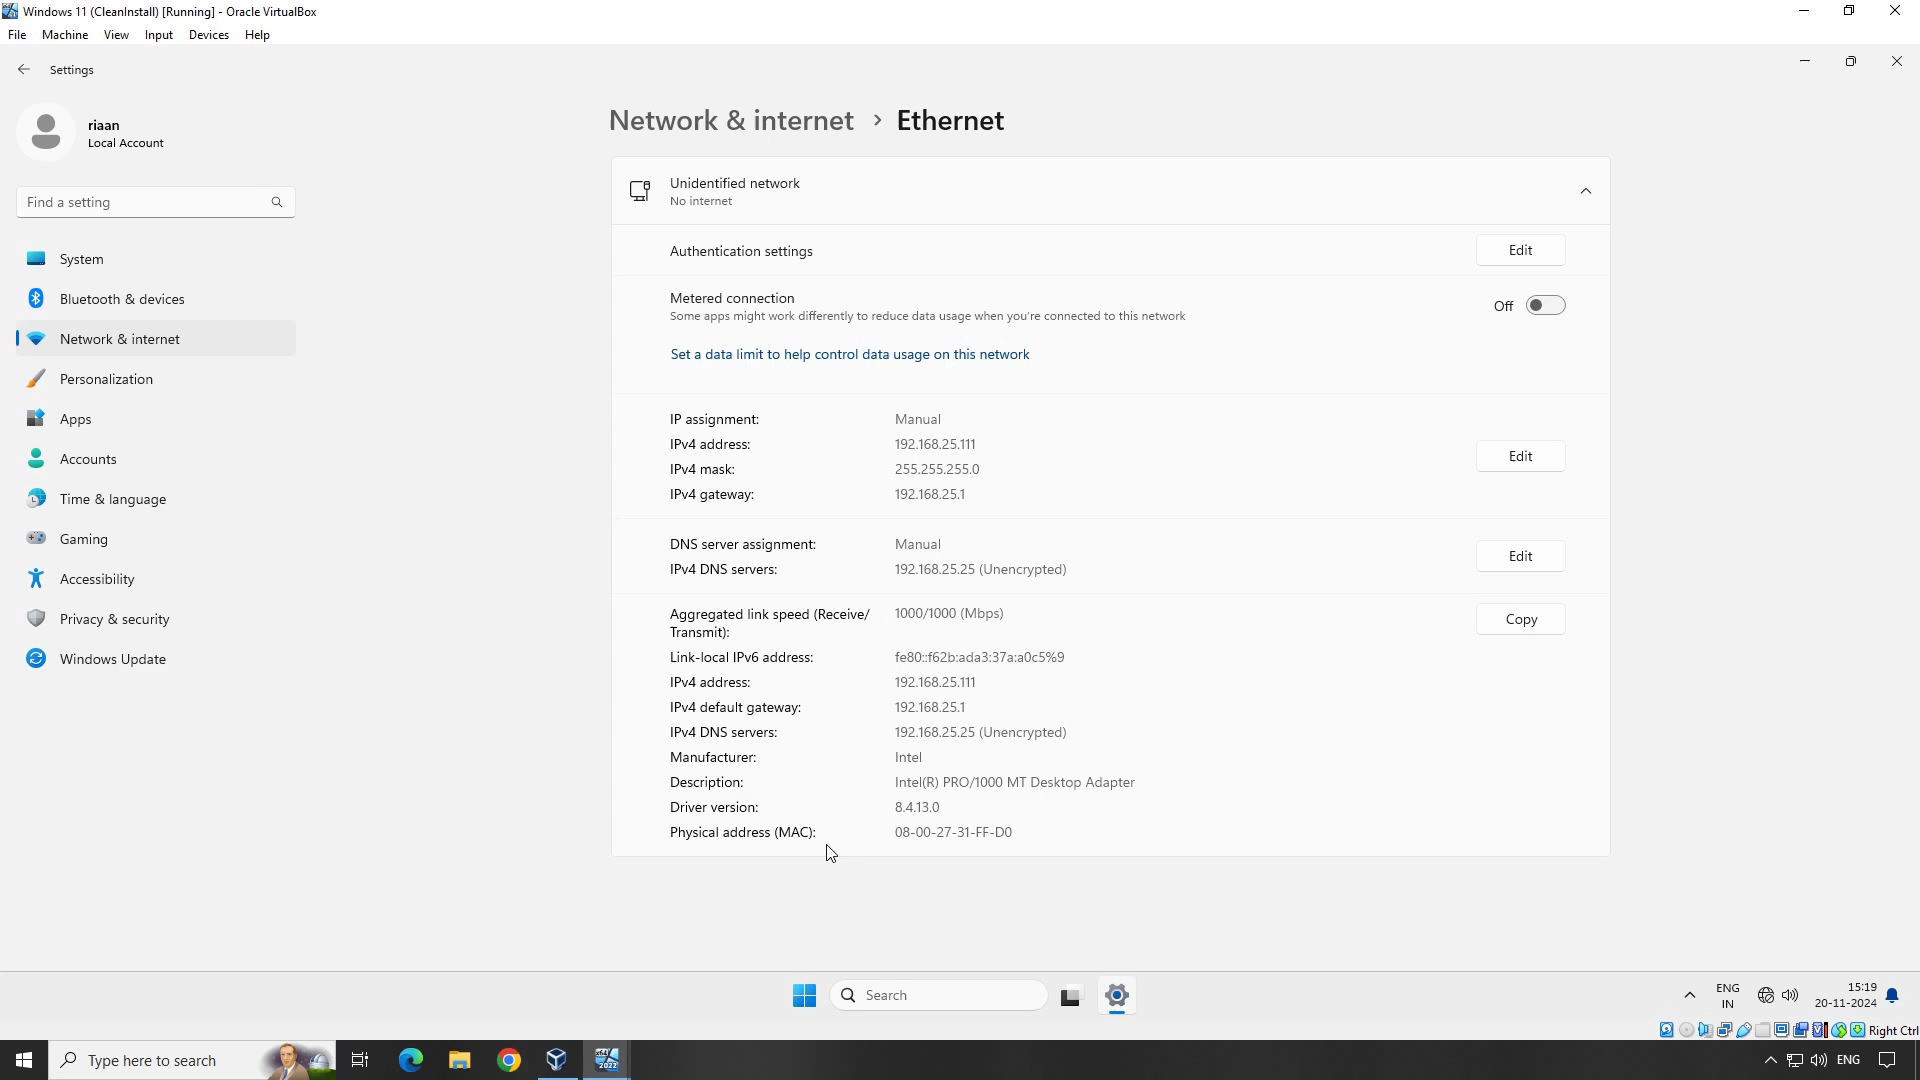 Windows 11 (CleanInstall) [Running] - Oracle VirtualBox
File Machine View Input Devices Help
Settings
riaan
Local Account
Find a setting
System
Bluetooth & devices
Network & internet
Personalization
Apps
Accounts
Time & language
Gaming
Accessibility
Privacy & security
Windows Update
Network & internet > Ethernet
Unidentified network
No internet
Authentication settings Edit
Metered connection
Some apps might work differently to reduce data usage when you're connected to this network
Off
Set a data limit to help control data usage on this network
IP assignment: Manual
IPv4 address: 192.168.25.111
IPv4 mask: 255.255.255.0
IPv4 gateway: 192.168.25.1
Edit
DNS server assignment: Manual
IPv4 DNS servers: 192.168.25.25 (Unencrypted)
Edit
Aggregated link speed (Receive/ 1000/1000 (Mbps)
Transmit):
Copy
Link-local IPv6 address: fe80::f62b:ada3:37a:a0c5%9
IPv4 address: 192.168.25.111
IPv4 default gateway: 192.168.25.1
IPv4 DNS servers: 192.168.25.25 (Unencrypted)
Manufacturer: Intel
Description: Intel(R) PRO/1000 MT Desktop Adapter
Driver version: 8.4.13.0
Physical address (MAC): 08-00-27-31-FF-D0
Search
ENG
IN
15:19
20-11-2024
Right Ctrl
Type here to search
x64
2022
ENG